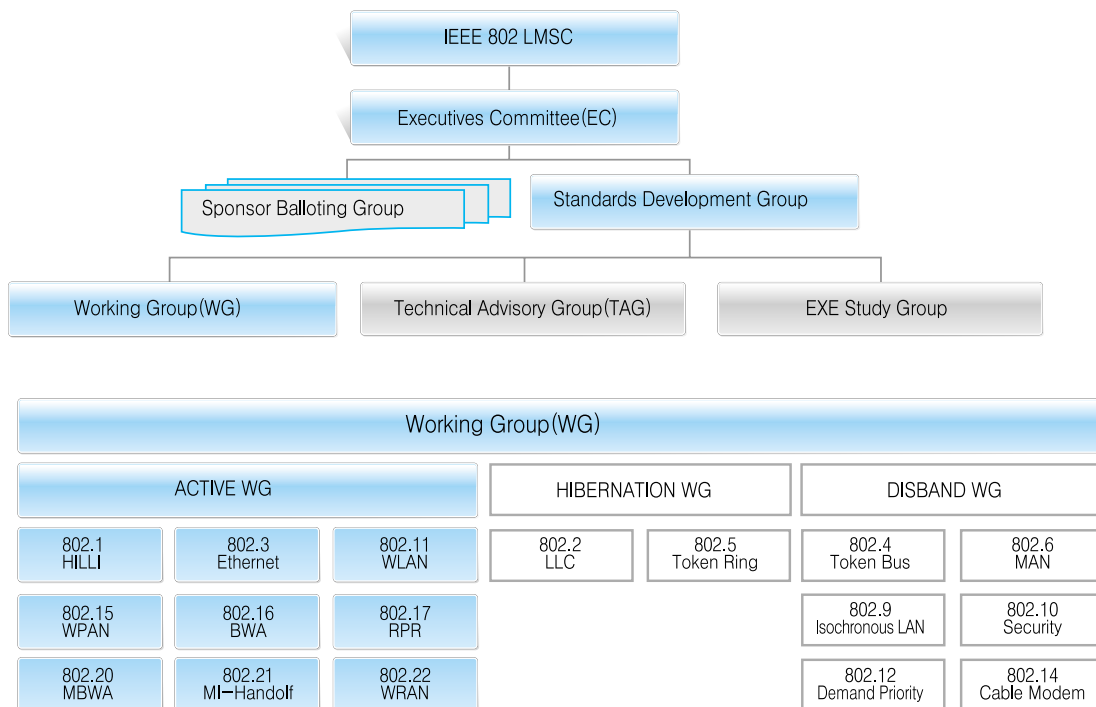 IEEE 802 LMSC
Executives Committee(EC)
Sponsor Balloting Group
Standards Development Group
Working Group(WG)
Technical Advisory Group(TAG)
EXE Study Group
Working Group(WG)
ACTIVE WG
HIBERNATION WG
DISBAND WG
802.1
HILLI
802.3
Ethernet
802.11
WLAN
802.2
LLC
802.5
Token Ring
802.4
Token Bus
802.6
MAN
802.15
WPAN
802.16
BWA
802.17
RPR
802.9
Isochronous LAN
802.10
Security
802.20
MBWA
802.21
MI-Handolf
802.22
WRAN
802.12
Demand Priority
802.14
Cable Modem